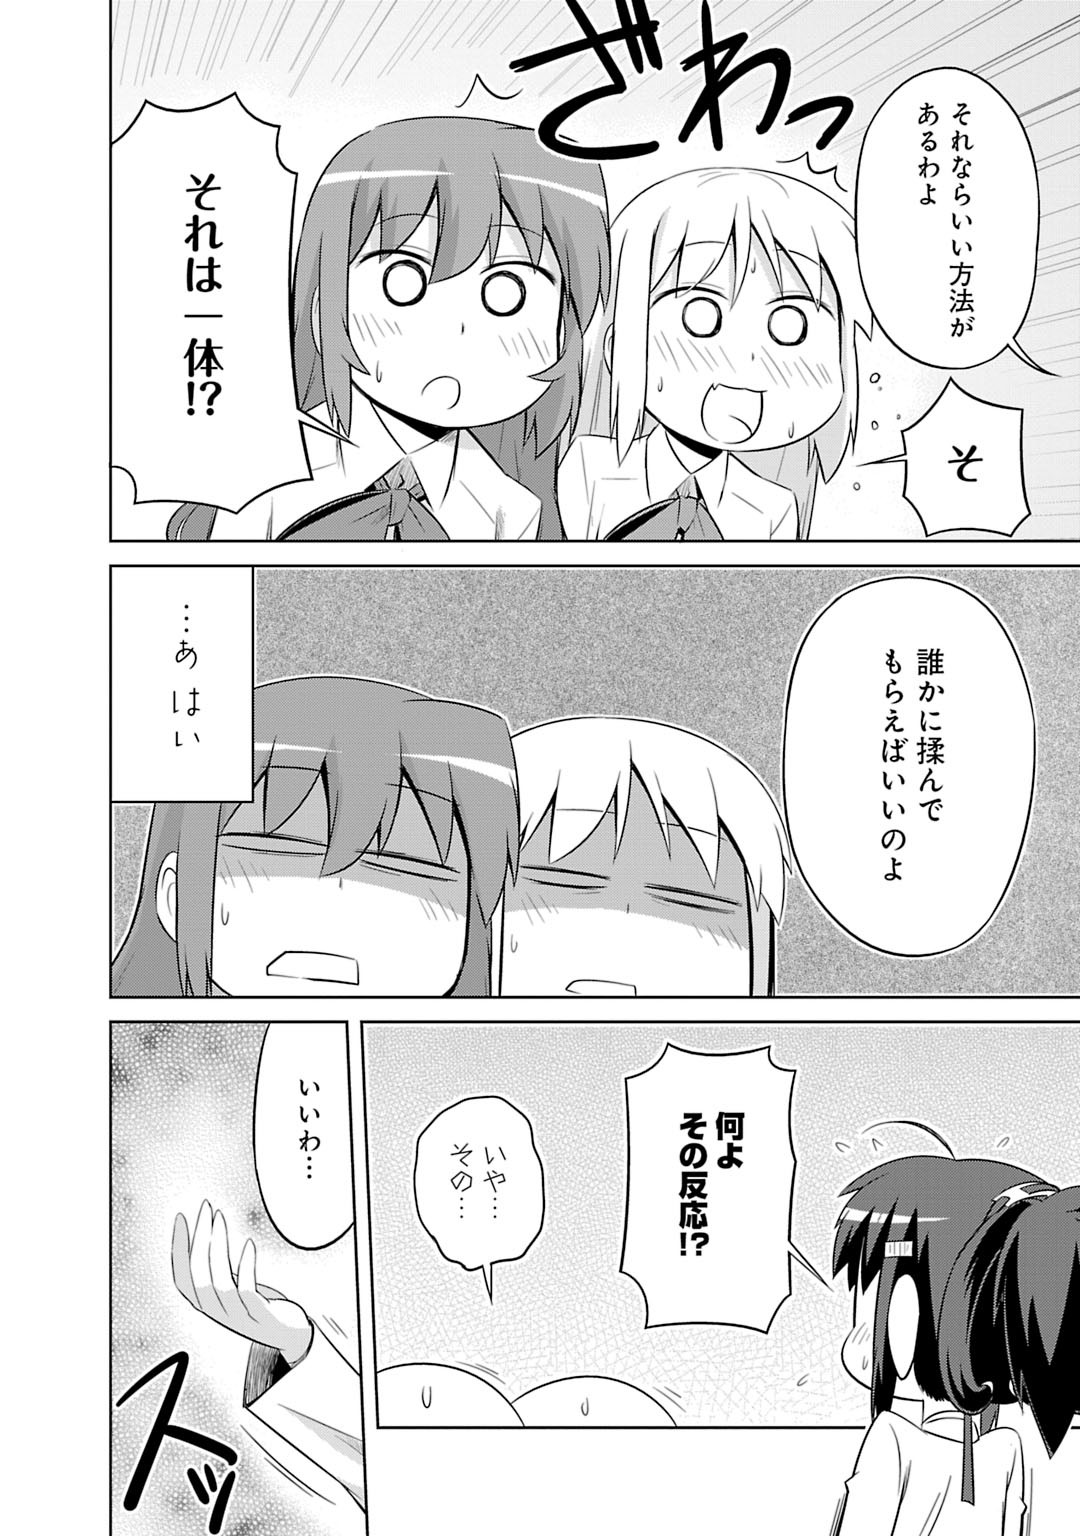 それならいい方法が
あるわよ
ざわっ
そ
それは一体!?
誰かに揉んで
もらえばいいのよ
…あ はい
何よ
その反応!?
いや…
その…
いいわ…
スッ